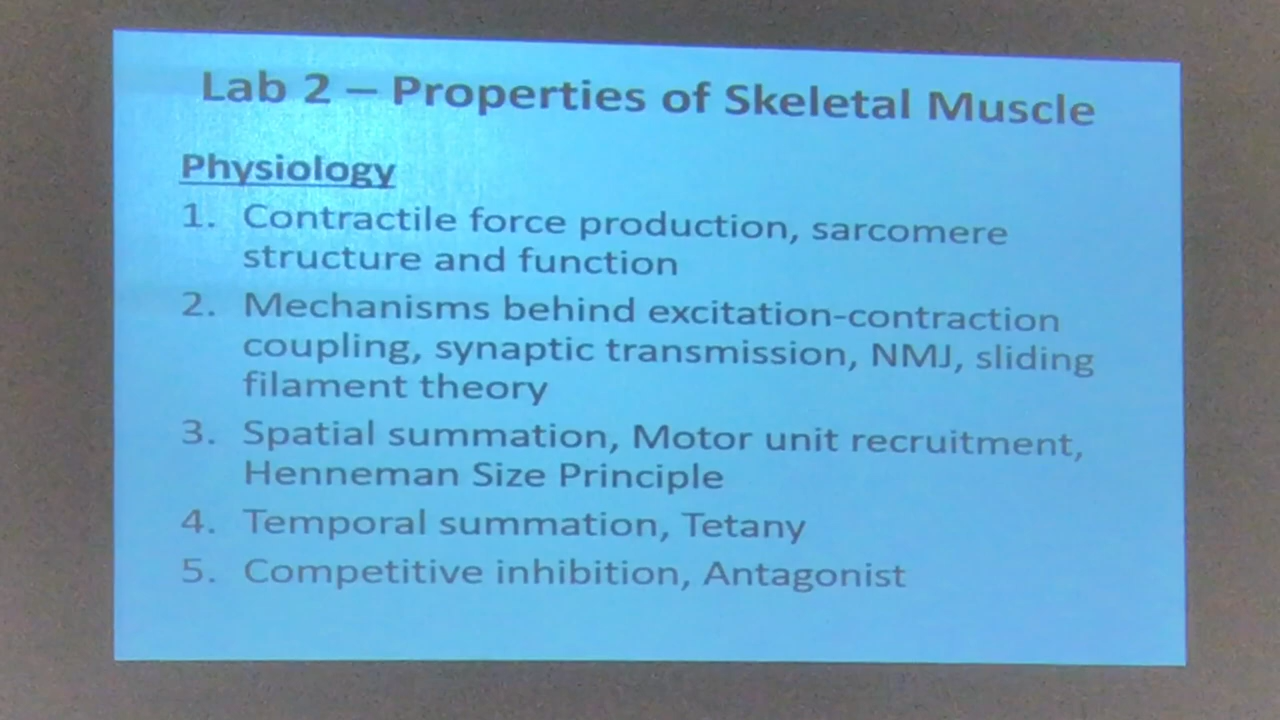 Lab 2 – Properties of Skeletal Muscle
Physiology
1. Contractile force production, sarcomere
structure and function
2. Mechanisms behind excitation-contraction
coupling, synaptic transmission, NMJ, sliding
filament theory
3. Spatial summation, Motor unit recruitment,
Henneman Size Principle
4. Temporal summation, Tetany
5. Competitive inhibition, Antagonist